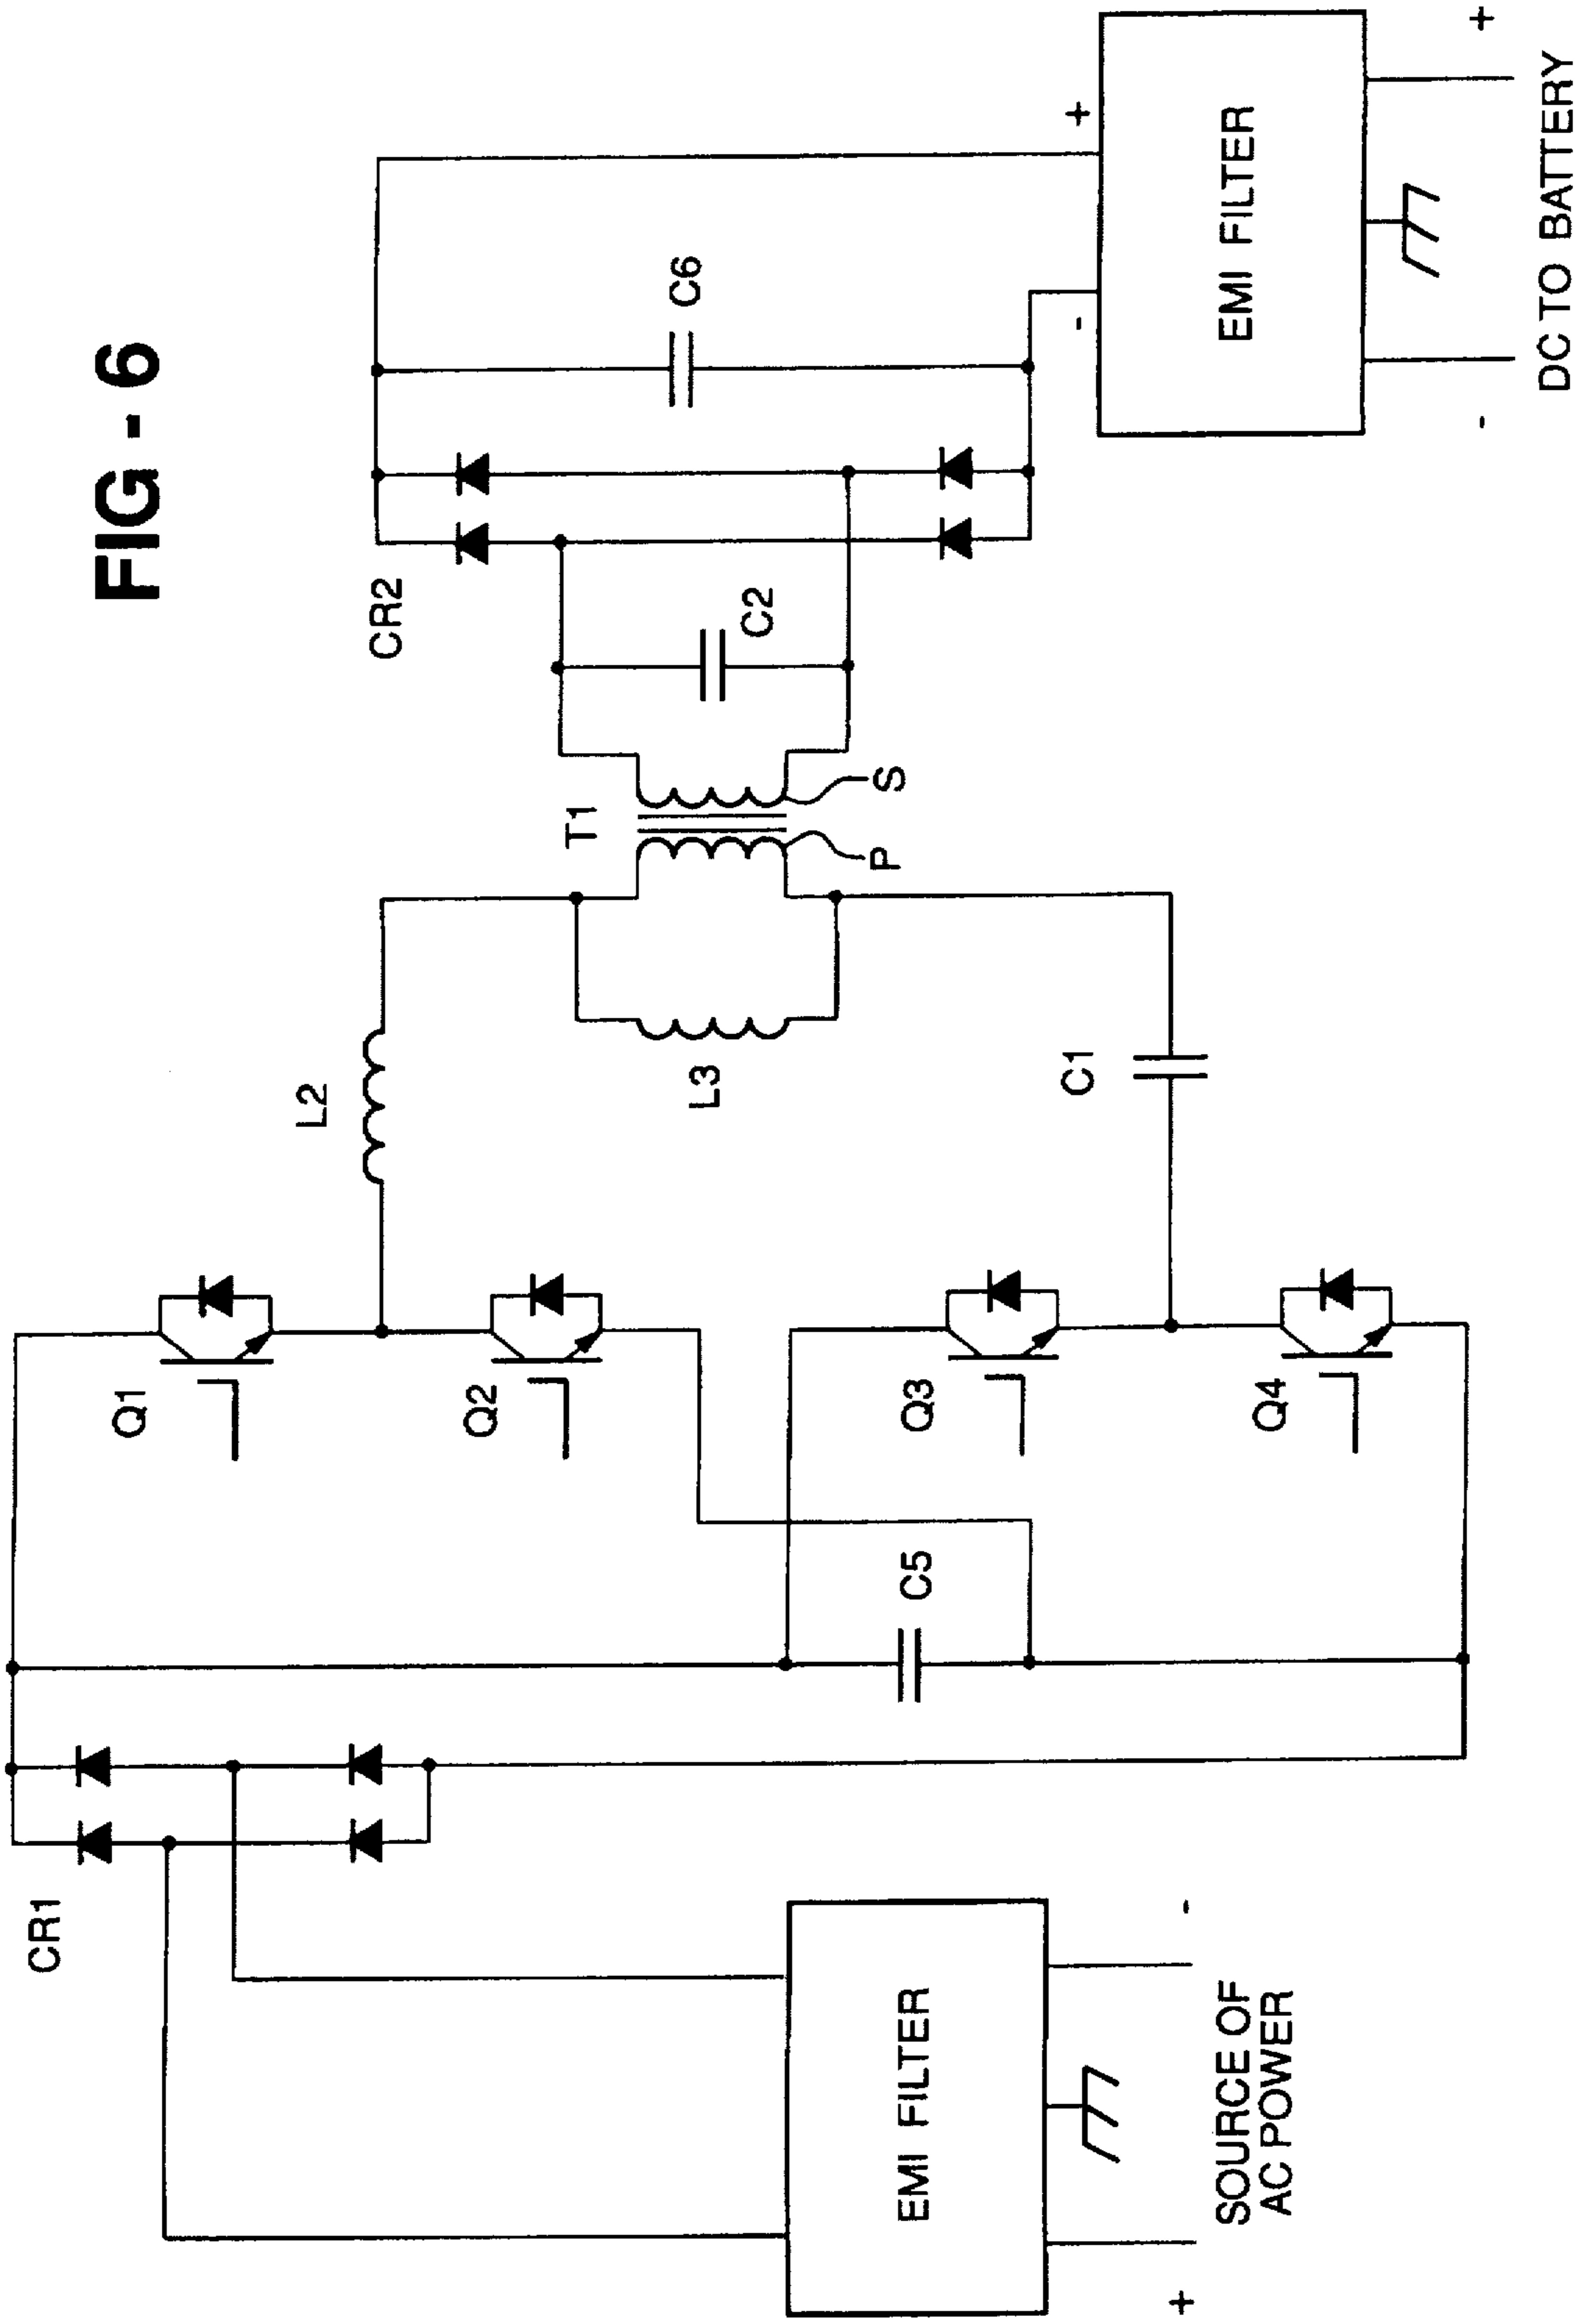 FIG - 6
CR1
SOURCE OF
AC POWER
+
-
EMI FILTER
C5
Q1
Q2
Q3
Q4
L2
L3
C1
T1
P
S
C2
CR2
C6
-
+
EMI FILTER
-
+
DC TO BATTERY